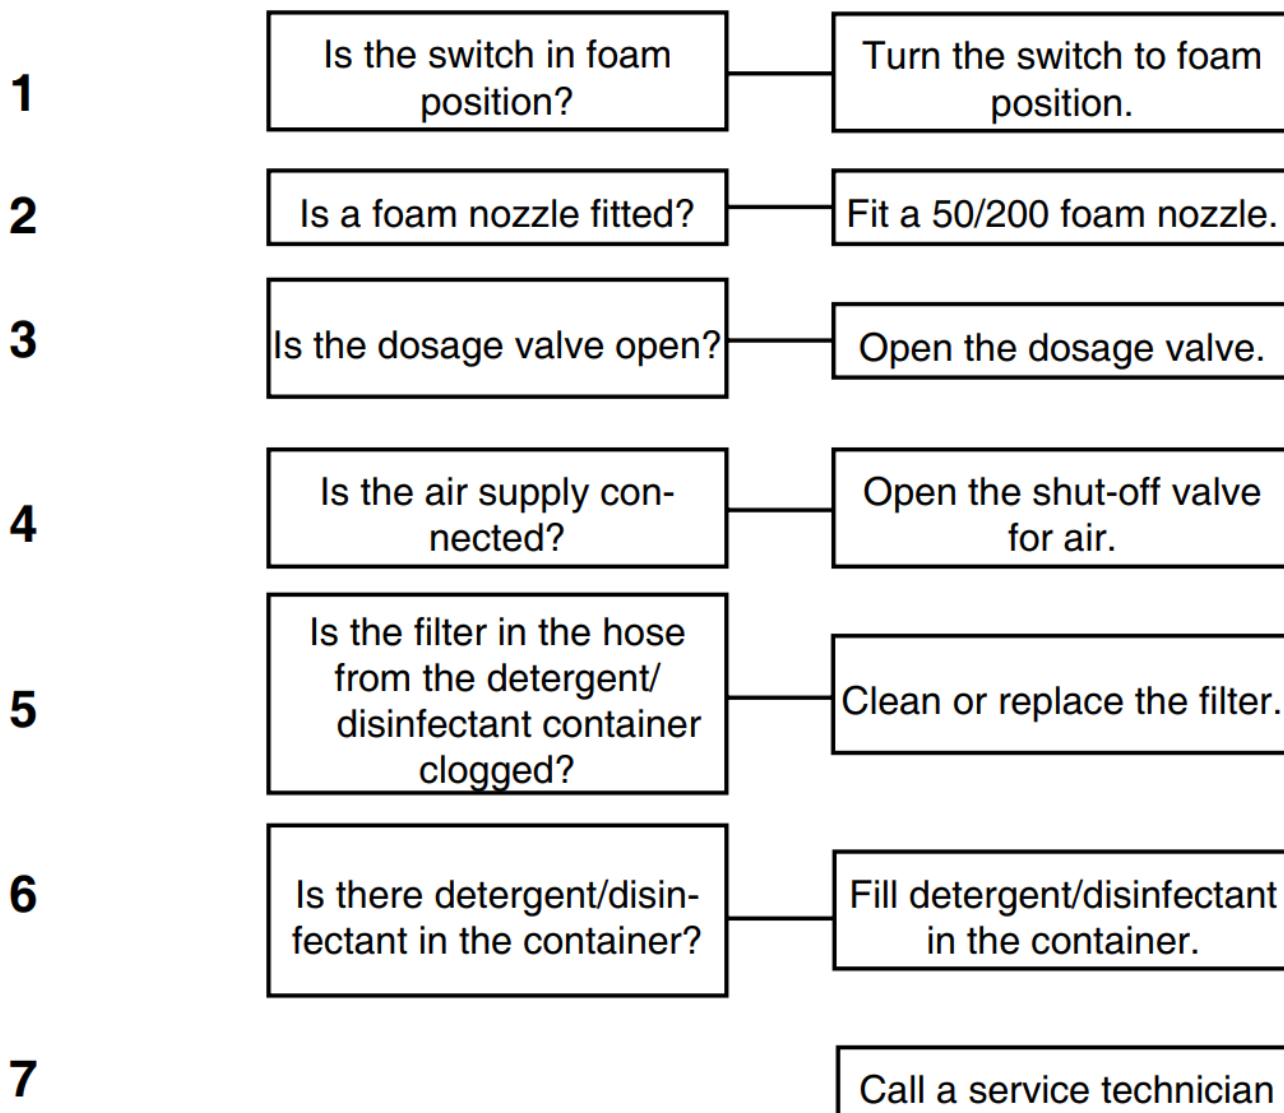 1
Is the switch in foam
position?
Turn the switch to foam
position.
2
Is a foam nozzle fitted?
Fit a 50/200 foam nozzle.
3
Is the dosage valve open?
Open the dosage valve.
4
Is the air supply con-
nected?
Open the shut-off valve
for air.
5
Is the filter in the hose
from the detergent/
disinfectant container
clogged?
Clean or replace the filter.
6
Is there detergent/disin-
fectant in the container?
Fill detergent/disinfectant
in the container.
7
Call a service technician